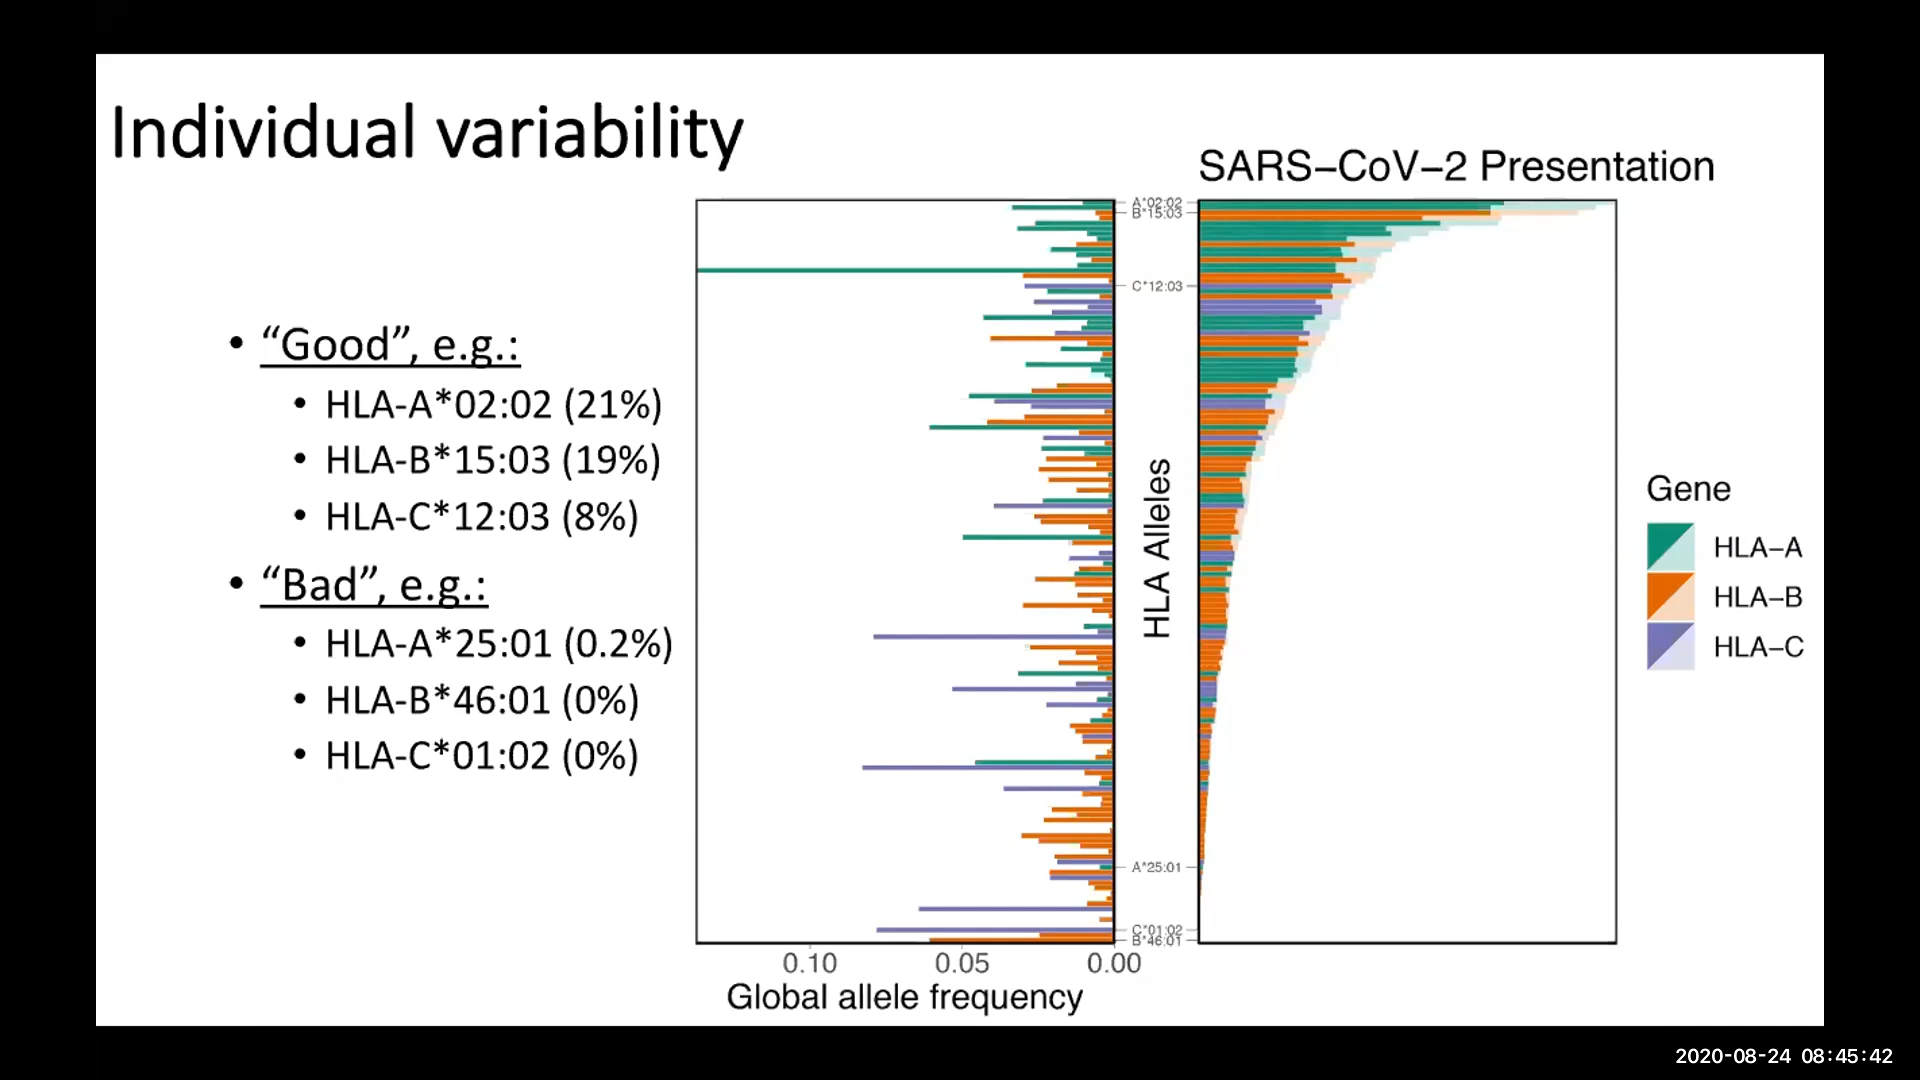 Individual variability
• “Good”, e.g.:
• HLA-A*02:02 (21%)
• HLA-B*15:03 (19%)
• HLA-C*12:03 (8%)
• “Bad”, e.g.:
• HLA-A*25:01 (0.2%)
• HLA-B*46:01 (0%)
• HLA-C*01:02 (0%)
SARS−CoV−2 Presentation
A*02:02
B*15:03
C*12:03
HLA Alleles
A*25:01
C*01:02
B*46:01
0.10 0.05 0.00
Global allele frequency
Gene
HLA−A
HLA−B
HLA−C
2020-08-24 08:45:42